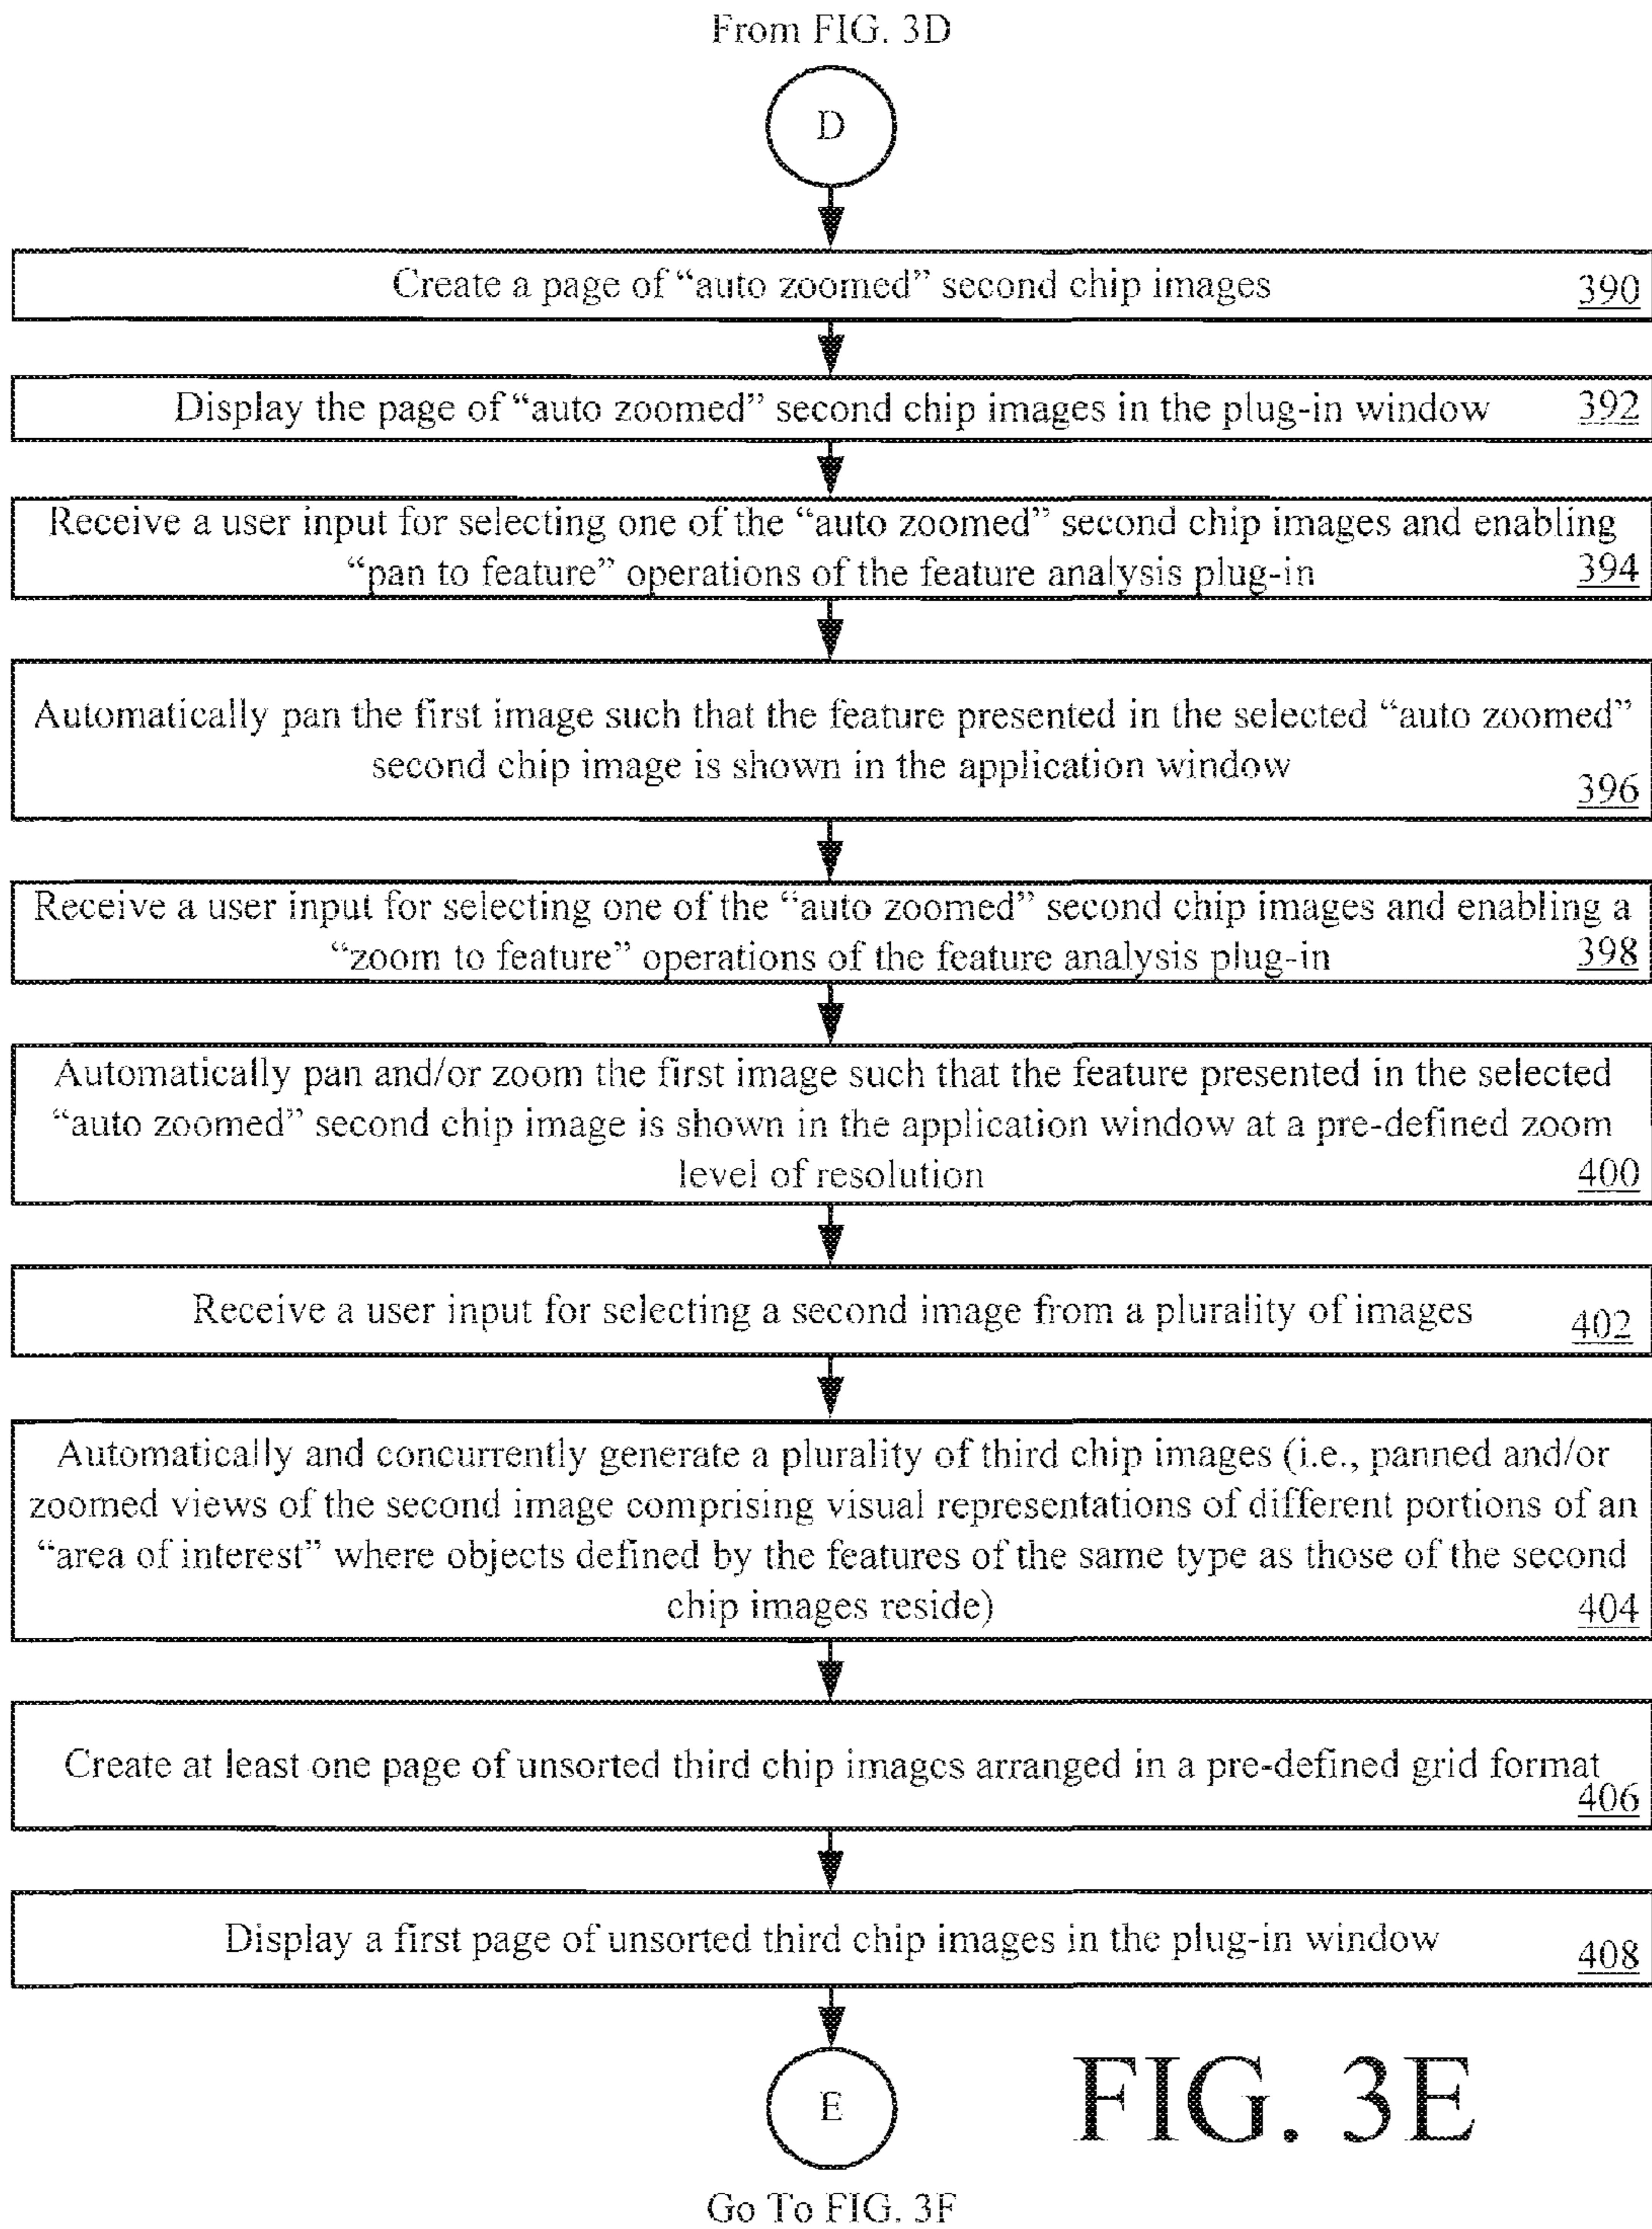 From FIG. 3D
D
Create a page of “auto zoomed” second chip images
390
Display the page of “auto zoomed” second chip images in the plug-in window
392
Receive a user input for selecting one of the “auto zoomed” second chip images and enabling
“pan to feature” operations of the feature analysis plug-in
394
Automatically pan the first image such that the feature presented in the selected “auto zoomed”
second chip image is shown in the application window
396
Receive a user input for selecting one of the “auto zoomed” second chip images and enabling a
“zoom to feature” operations of the feature analysis plug-in
398
Automatically pan and/or zoom the first image such that the feature presented in the selected
“auto zoomed” second chip image is shown in the application window at a pre-defined zoom
level of resolution
400
Receive a user input for selecting a second image from a plurality of images
402
Automatically and concurrently generate a plurality of third chip images (i.e., panned and/or
zoomed views of the second image comprising visual representations of different portions of an
“area of interest” where objects defined by the features of the same type as those of the second
chip images reside)
404
Create at least one page of unsorted third chip images arranged in a pre-defined grid format
406
Display a first page of unsorted third chip images in the plug-in window
408
E
FIG. 3E
Go To FIG. 3F